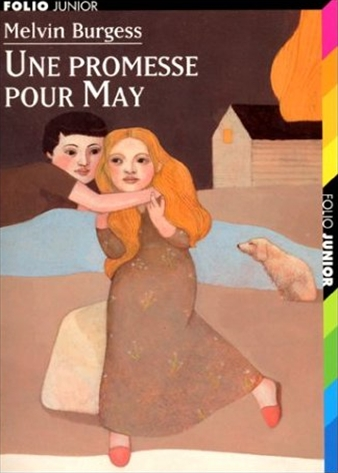 FOLIO JUNIOR
Melvin Burgess
UNE PROMESSE
POUR MAY
FOLIO JUNIOR